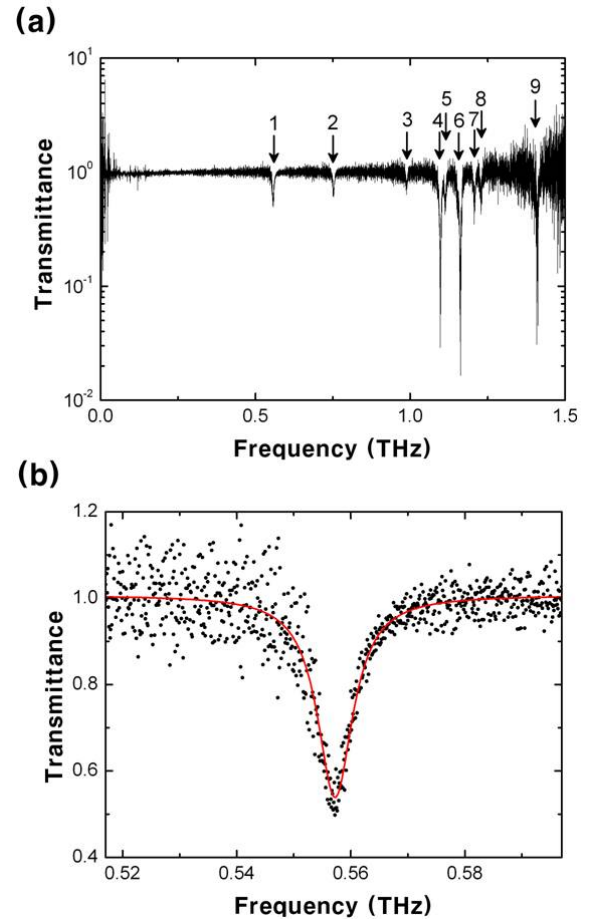 (a)
10¹
10⁰
10⁻¹
10⁻²
Transmittance
1 2 3 4 5 6 7 8 9
0.0 0.5 1.0 1.5
Frequency (THz)
(b)
1.2
1.0
0.8
0.6
0.4
Transmittance
0.52 0.54 0.56 0.58
Frequency (THz)